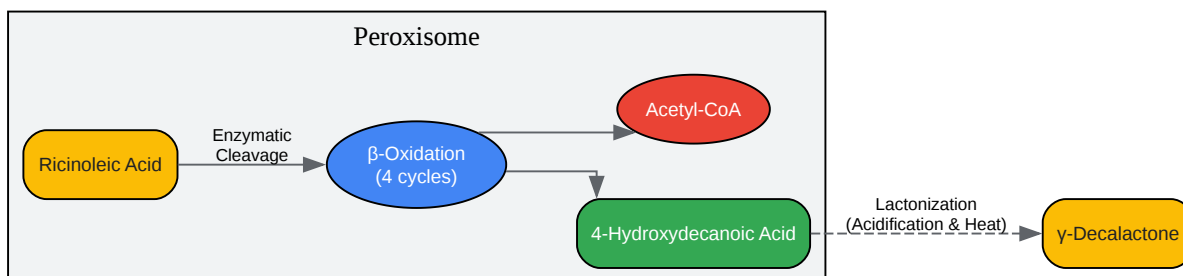 Peroxisome
Acetyl-CoA
Enzymatic
Cleavage
Ricinoleic Acid
β-Oxidation
(4 cycles)
4-Hydroxydecanoic Acid
Lactonization
(Acidification & Heat)
γ-Decalactone